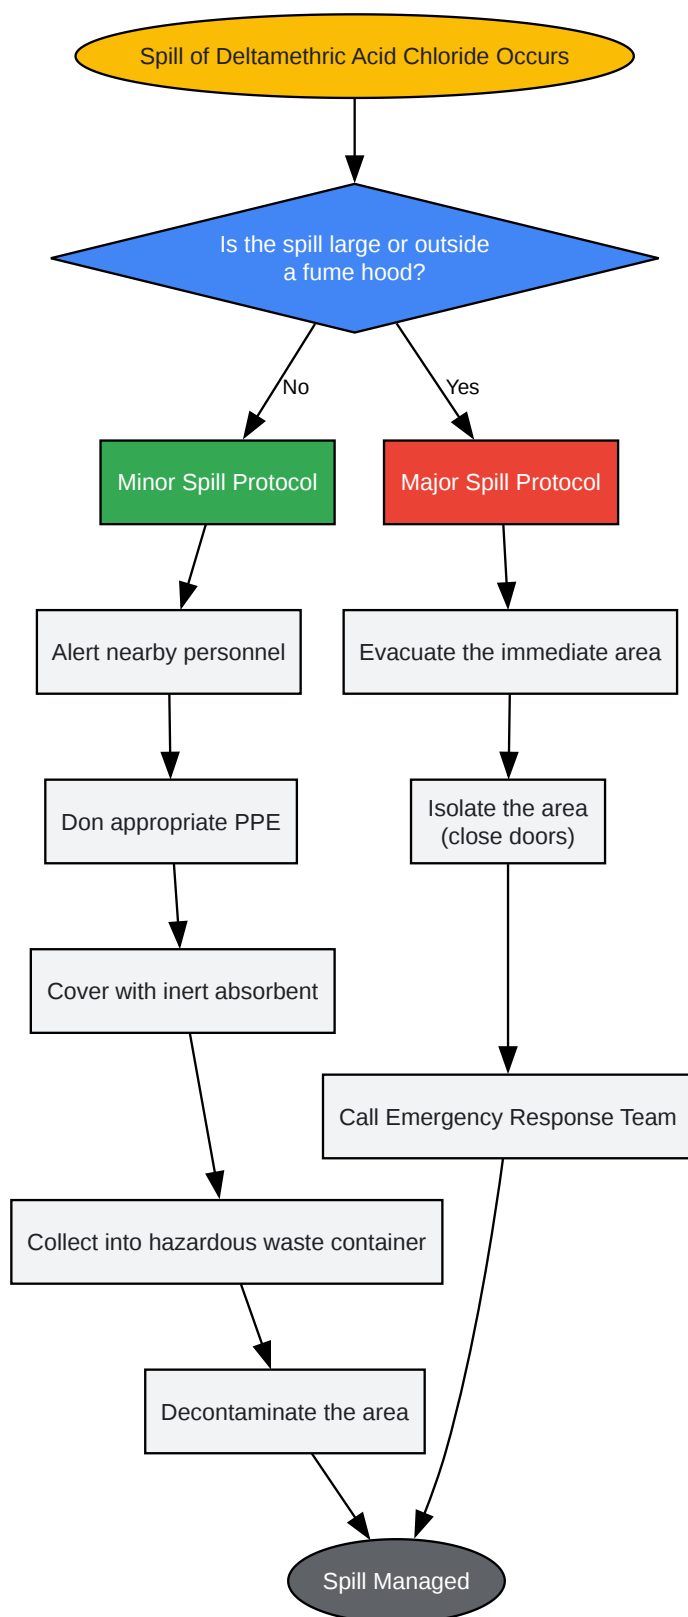 Spill of Deltamethric Acid Chloride Occurs
Is the spill large or outside
a fume hood?
No
Yes
Minor Spill Protocol
Major Spill Protocol
Alert nearby personnel
Evacuate the immediate area
Don appropriate PPE
Isolate the area
(close doors)
Cover with inert absorbent
Call Emergency Response Team
Collect into hazardous waste container
Decontaminate the area
Spill Managed